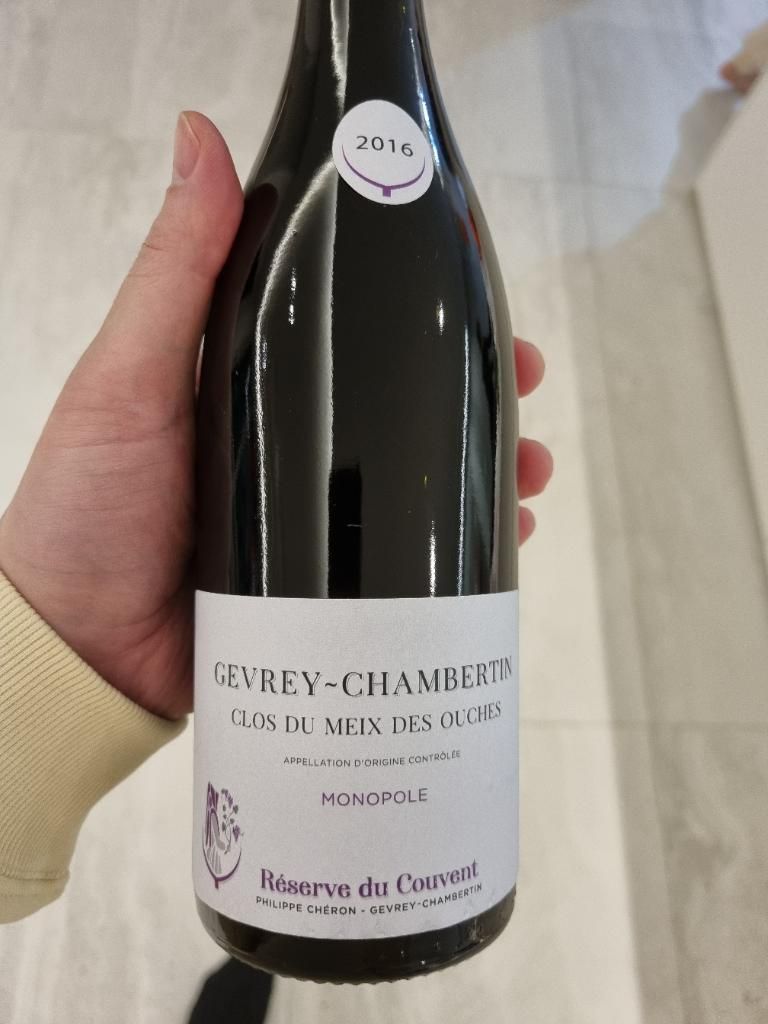 2016
GEVREY~CHAMBERTIN
CLOS DU MEIX DES OUCHES
APPELLATION D'ORIGINE CONTRÔLÉE
MONOPOLE
Réserve du Couvent
PHILIPPE CHÉRON - GEVREY-CHAMBERTIN